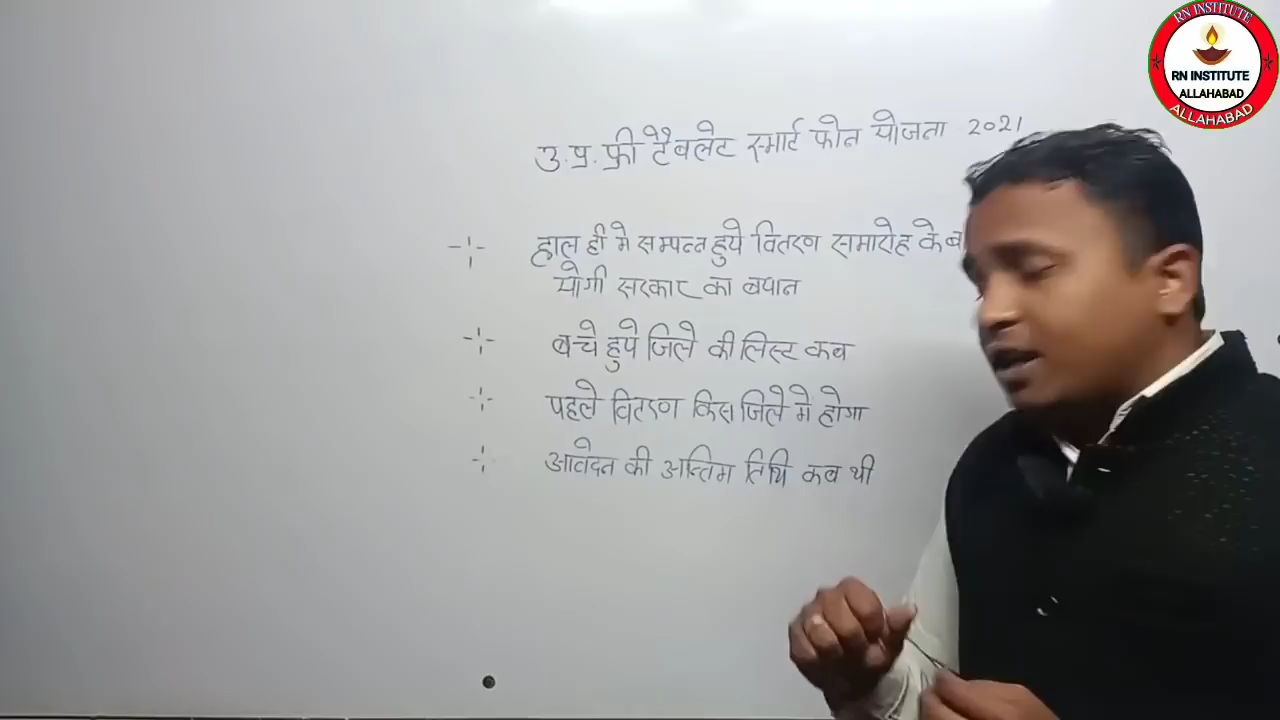 उ.प्र. फ्री टैबलेट स्मार्ट फोन योजना 2021
हाल ही मे सम्पन्न हुये वितरण समारोह के
योगी सरकार का बयान
बचे हुये जिले की लिस्ट कब
पहले वितरण किस जिले मे होगा
आवेदन की अन्तिम तिथि कब थी
RN INSTITUTE
RN INSTITUTE
ALLAHABAD
ALLAHABAD